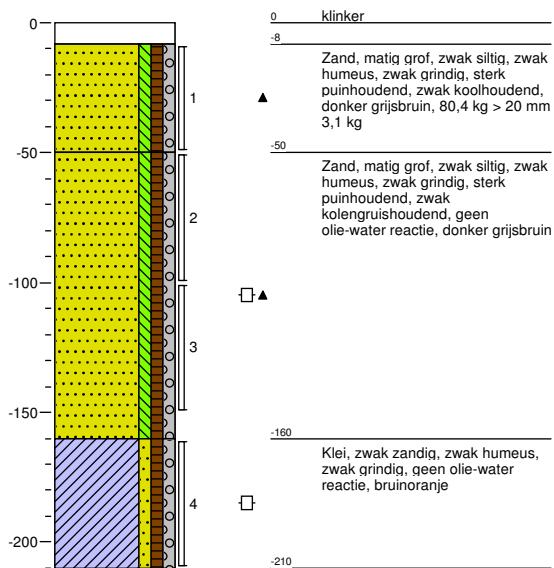 0
0 klinker
-8
Zand, matig grof, zwak siltig, zwak
humeus, zwak grindig, sterk
puinhoudend, zwak koolhoudend,
donker grijsbruin, 80,4 kg > 20 mm
3,1 kg
1
-50
-50
Zand, matig grof, zwak siltig, zwak
humeus, zwak grindig, sterk
puinhoudend, zwak
kolengruishoudend, geen
olie-water reactie, donker grijsbruin
2
-100
3
-150
-160
Klei, zwak zandig, zwak humeus,
zwak grindig, geen olie-water
reactie, bruinoranje
4
-200
-210